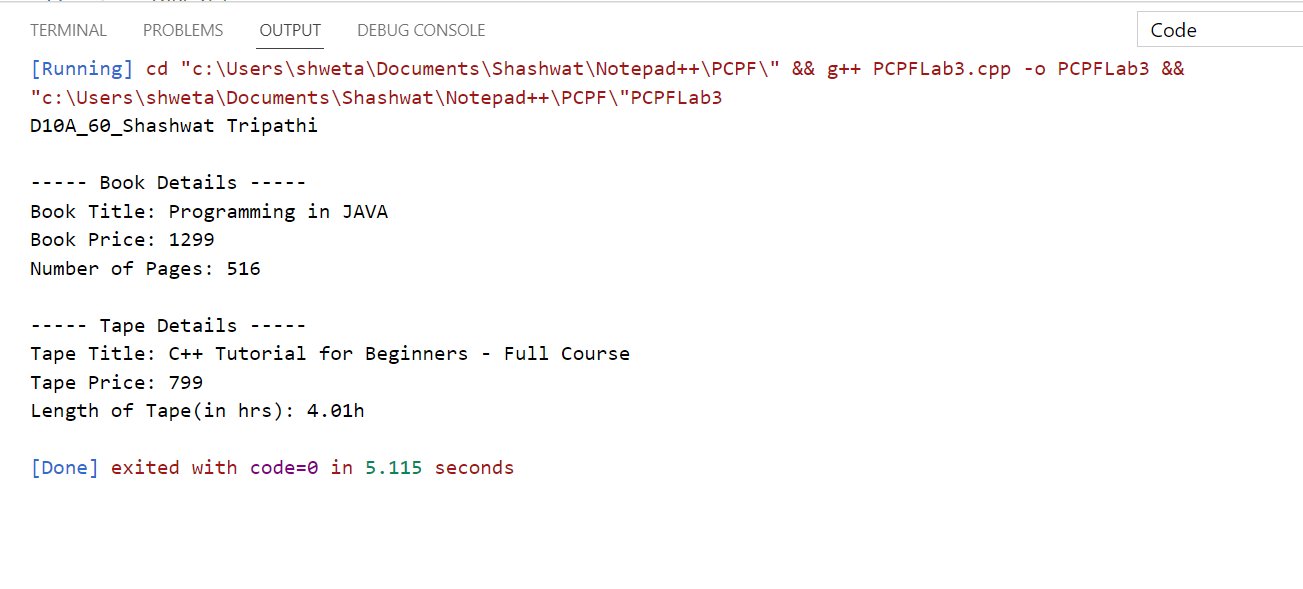 TERMINAL PROBLEMS OUTPUT DEBUG CONSOLE Code
[Running] cd "c:\Users\shweta\Documents\Shashwat\Notepad++\PCPF\" && g++ PCPFLab3.cpp -o PCPFLab3 &&
"c:\Users\shweta\Documents\Shashwat\Notepad++\PCPF\"PCPFLab3
D10A_60_Shashwat Tripathi
----- Book Details -----
Book Title: Programming in JAVA
Book Price: 1299
Number of Pages: 516
----- Tape Details -----
Tape Title: C++ Tutorial for Beginners - Full Course
Tape Price: 799
Length of Tape(in hrs): 4.01h
[Done] exited with code=0 in 5.115 seconds